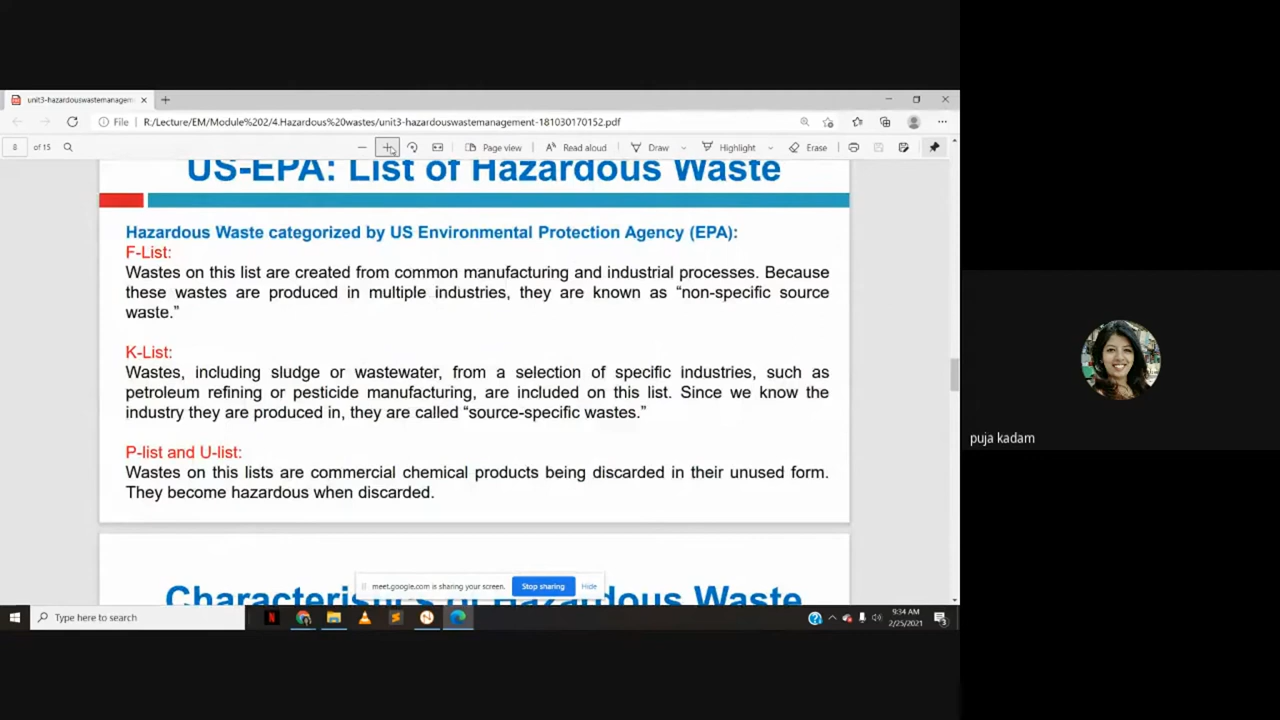 unit3-hazardouswastemanagem
File
R:/Lecture/EM/Module%202/4.Hazardous%20wastes/unit3-hazardouswastemanagement-181030170152.pdf
8 of 15
Page view
Read aloud
Draw
Highlight
Erase
US-EPA: List of Hazardous Waste
Hazardous Waste categorized by US Environmental Protection Agency (EPA):
F-List:
Wastes on this list are created from common manufacturing and industrial processes. Because
these wastes are produced in multiple industries, they are known as “non-specific source
waste.”
K-List:
Wastes, including sludge or wastewater, from a selection of specific industries, such as
petroleum refining or pesticide manufacturing, are included on this list. Since we know the
industry they are produced in, they are called “source-specific wastes.”
P-list and U-list:
Wastes on this lists are commercial chemical products being discarded in their unused form.
They become hazardous when discarded.
Characteristics of Hazardous Waste
meet.google.com is sharing your screen.
Stop sharing
Hide
puja kadam
Type here to search
9:34 AM
2/25/2021